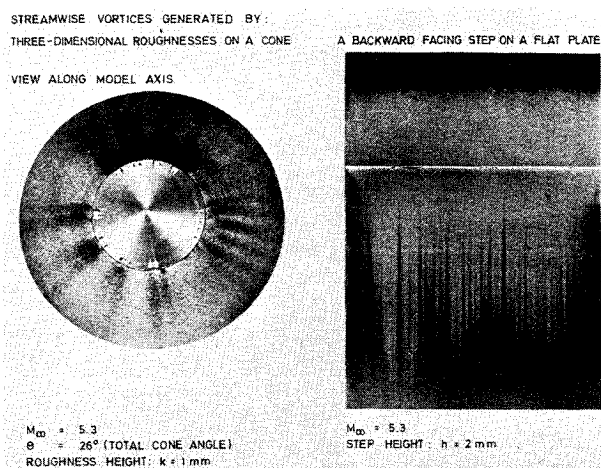 STREAMWISE VORTICES GENERATED BY:
THREE-DIMENSIONAL ROUGHNESSES ON A CONE
A BACKWARD FACING STEP ON A FLAT PLATE
VIEW ALONG MODEL AXIS
M∞ = 5.3
Θ = 26° (TOTAL CONE ANGLE)
ROUGHNESS HEIGHT: k = 1 mm
M∞ = 5.3
STEP HEIGHT: h = 2 mm